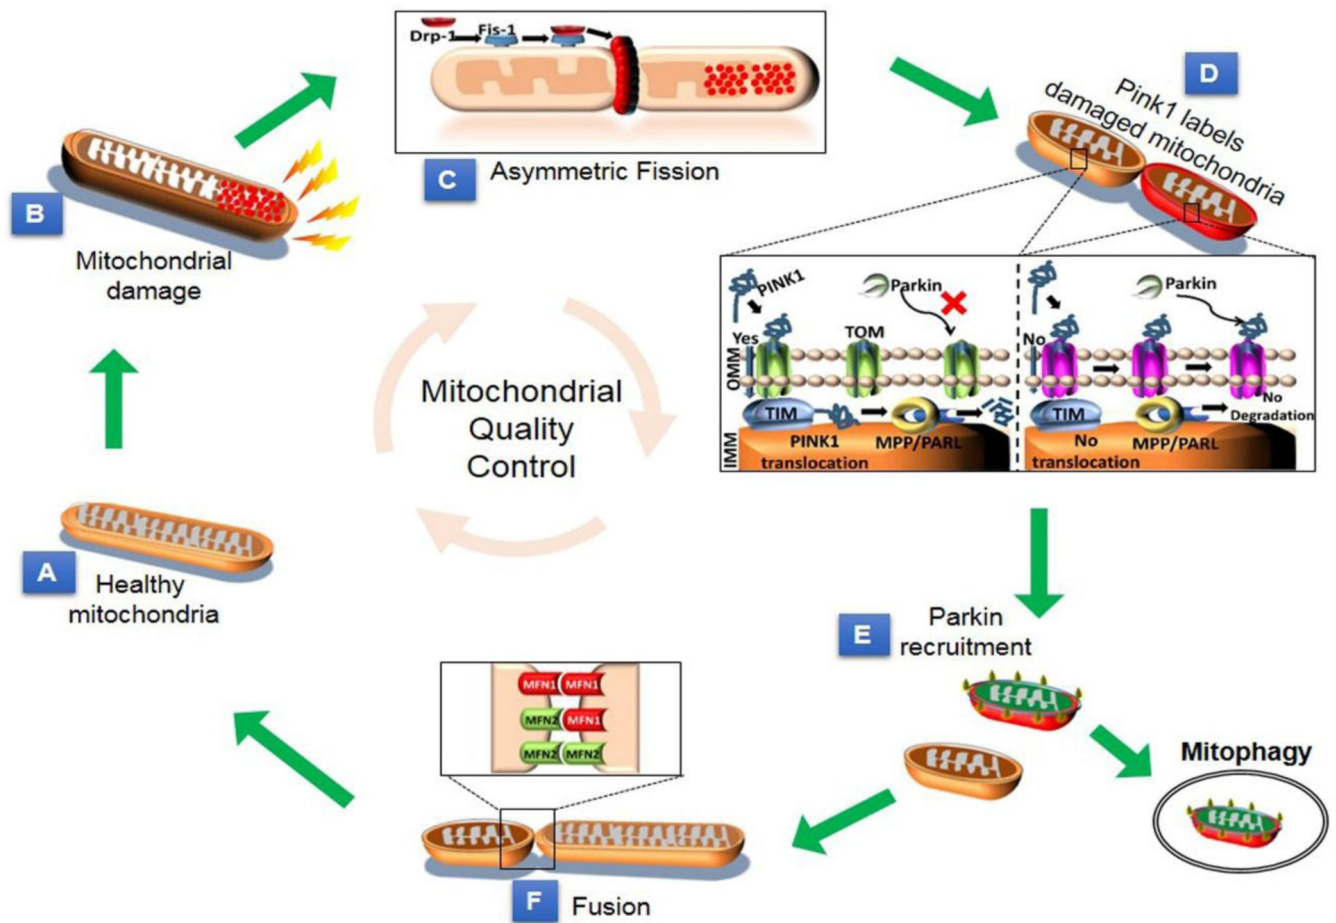 Drp-1
Fis-1
C
Asymmetric Fission
D
Pink1 labels
damaged mitochondria
B
Mitochondrial
damage
PINK1
Parkin
Yes
TOM
OMM
TIM
PINK1
translocation
MPP/PARL
IMM
Parkin
No
TIM
No
translocation
MPP/PARL
No
Degradation
Mitochondrial
Quality
Control
A
Healthy
mitochondria
E
Parkin
recruitment
Mitophagy
MFN1 MFN1
MFN2 MFN1
MFN2 MFN2
F
Fusion